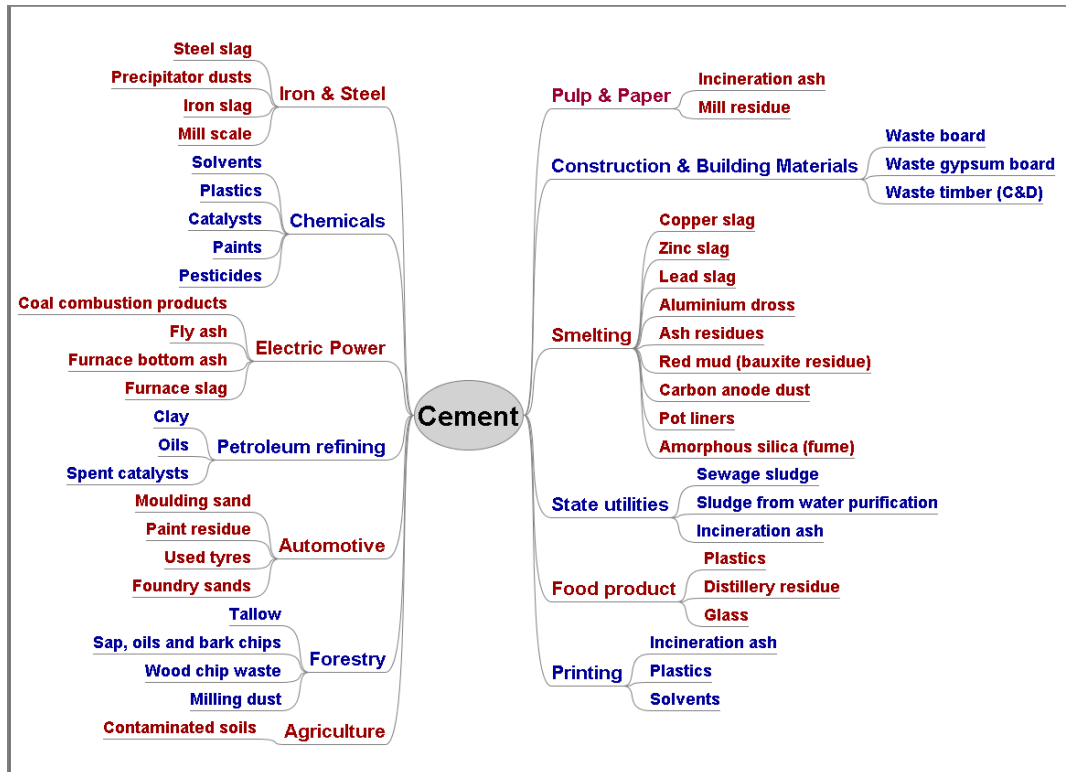 Steel slag
Precipitator dusts
Iron slag
Mill scale
Iron & Steel
Solvents
Plastics
Catalysts
Paints
Pesticides
Chemicals
Coal combustion products
Fly ash
Furnace bottom ash
Furnace slag
Electric Power
Clay
Oils
Spent catalysts
Petroleum refining
Moulding sand
Paint residue
Used tyres
Foundry sands
Automotive
Tallow
Sap, oils and bark chips
Wood chip waste
Milling dust
Forestry
Contaminated soils
Agriculture
Cement
Pulp & Paper
Incineration ash
Mill residue
Construction & Building Materials
Waste board
Waste gypsum board
Waste timber (C&D)
Smelting
Copper slag
Zinc slag
Lead slag
Aluminium dross
Ash residues
Red mud (bauxite residue)
Carbon anode dust
Pot liners
Amorphous silica (fume)
State utilities
Sewage sludge
Sludge from water purification
Incineration ash
Food product
Plastics
Distillery residue
Glass
Printing
Incineration ash
Plastics
Solvents